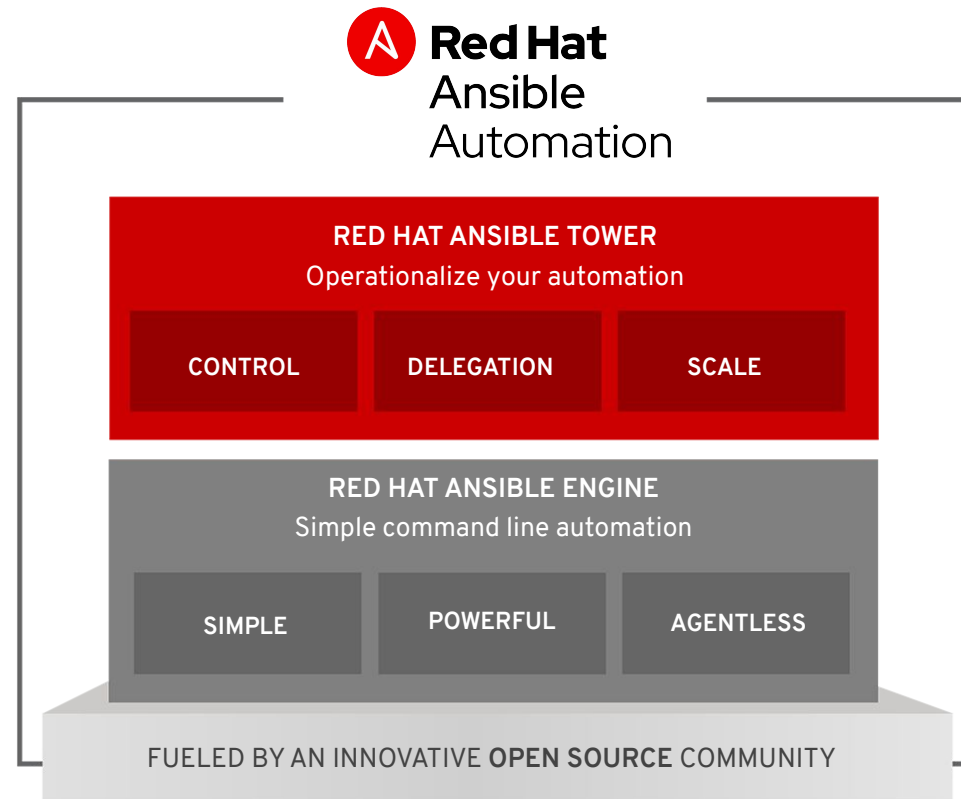 Red Hat
Ansible
Automation
RED HAT ANSIBLE TOWER
Operationalize your automation
CONTROL
DELEGATION
SCALE
RED HAT ANSIBLE ENGINE
Simple command line automation
SIMPLE
POWERFUL
AGENTLESS
FUELED BY AN INNOVATIVE OPEN SOURCE COMMUNITY